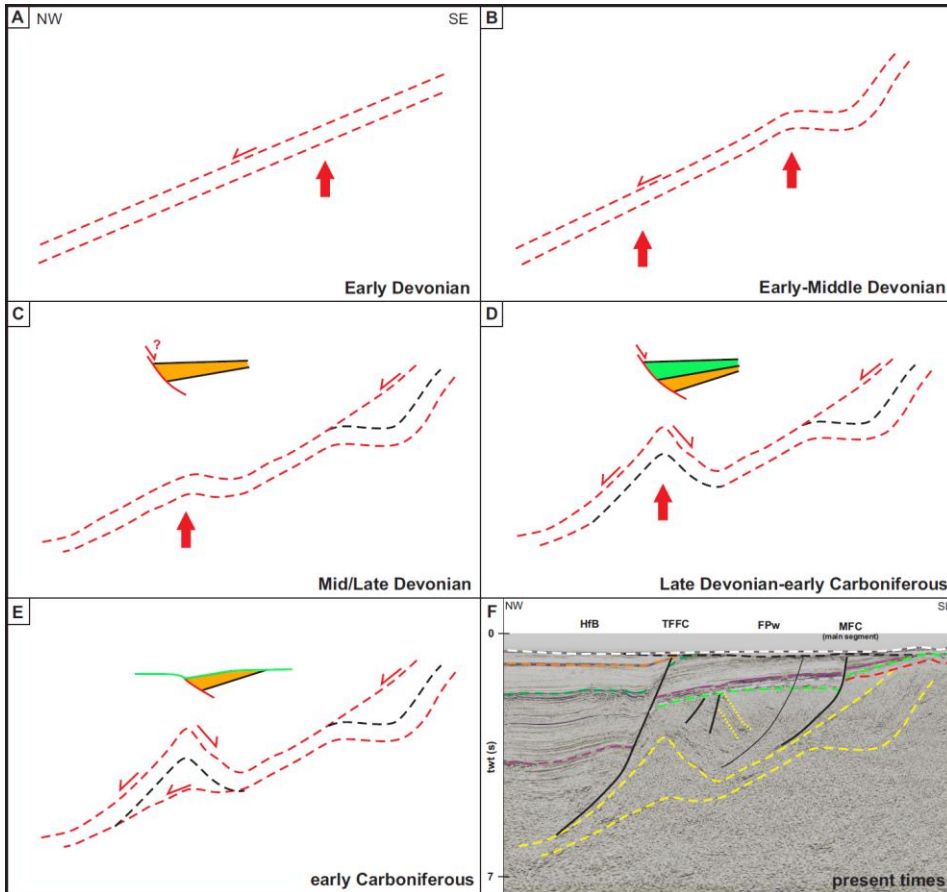 A
NW
SE
Early Devonian
B
Early-Middle Devonian
C
?
Mid/Late Devonian
D
Late Devonian-early Carboniferous
E
early Carboniferous
F
NW
HfB
TFFC
FPw
MFC
(main segment)
0
twt (s)
7
present times